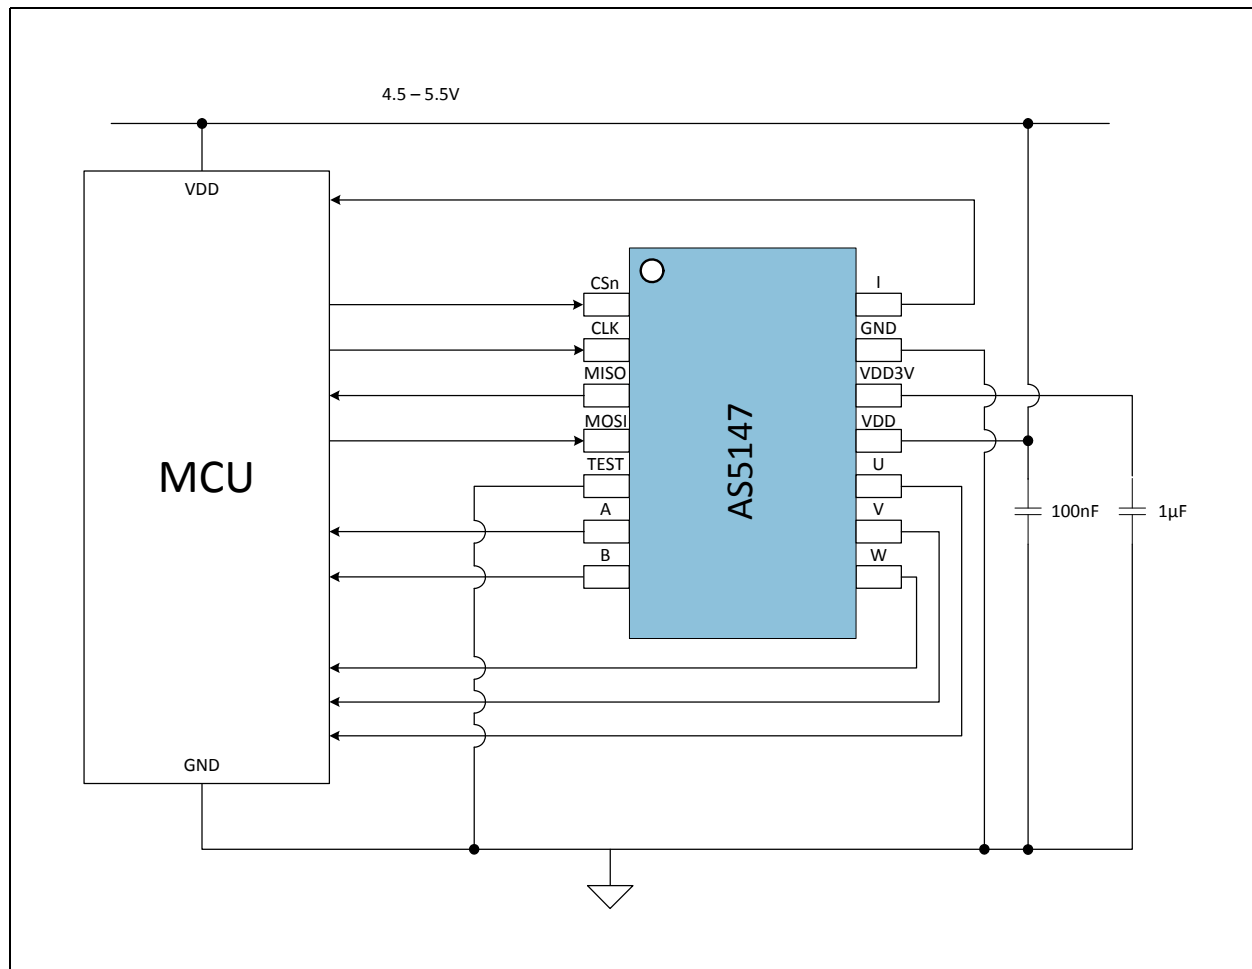 4.5 – 5.5V
VDD
MCU
GND
CSn
CLK
MISO
MOSI
TEST
A
B
AS5147
I
GND
VDD3V
VDD
U
V
W
100nF
1µF